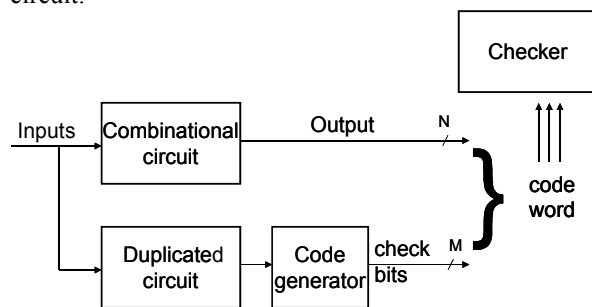 circuit.
Checker
Inputs
Combinational
circuit
Output
N
code
word
Duplicated
circuit
Code
generator
check
bits
M